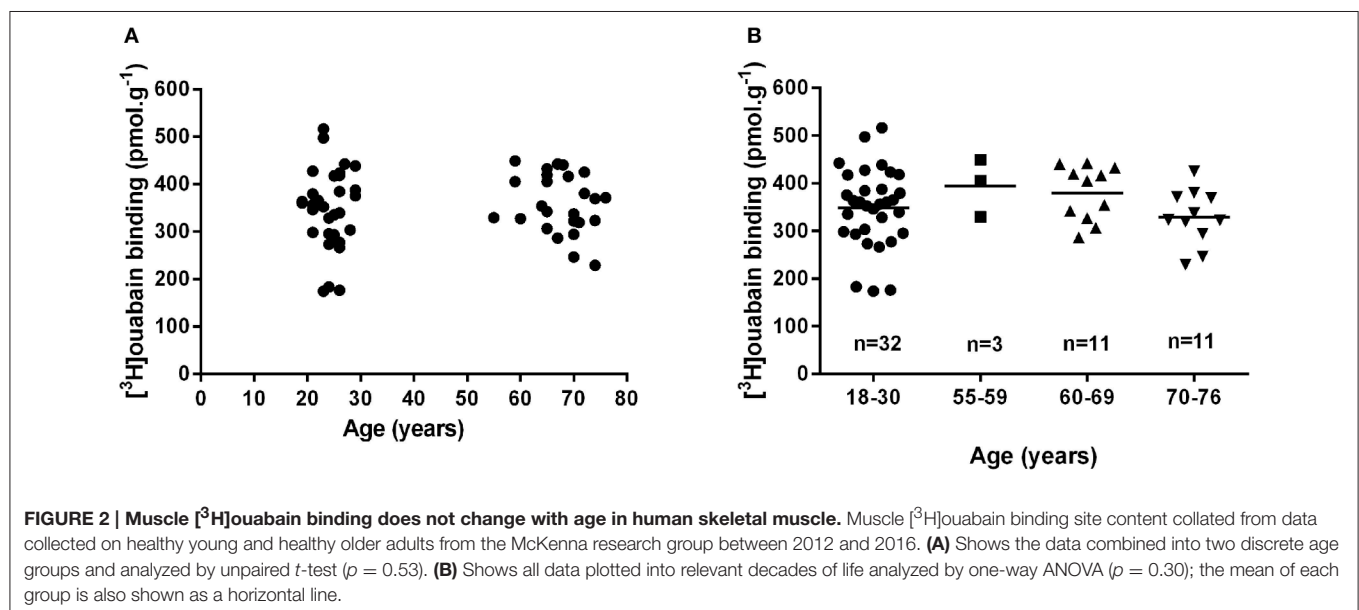 A
[³H]ouabain binding (pmol.g⁻¹)
600
500
400
300
200
100
0
0 10 20 30 40 50 60 70 80
Age (years)
B
[³H]ouabain binding (pmol.g⁻¹)
600
500
400
300
200
100
0
n=32 n=3 n=11 n=11
18-30 55-59 60-69 70-76
Age (years)
FIGURE 2 | Muscle [³H]ouabain binding does not change with age in human skeletal muscle. Muscle [³H]ouabain binding site content collated from data
collected on healthy young and healthy older adults from the McKenna research group between 2012 and 2016. (A) Shows the data combined into two discrete age
groups and analyzed by unpaired t-test (p = 0.53). (B) Shows all data plotted into relevant decades of life analyzed by one-way ANOVA (p = 0.30); the mean of each
group is also shown as a horizontal line.